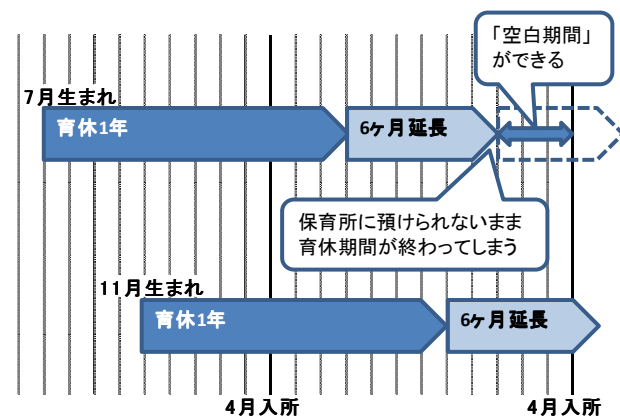 「空白期間」
ができる
7月生まれ
育休1年
6ヶ月延長
保育所に預けられないまま
育休期間が終わってしまう
11月生まれ
育休1年
6ヶ月延長
4月入所
4月入所